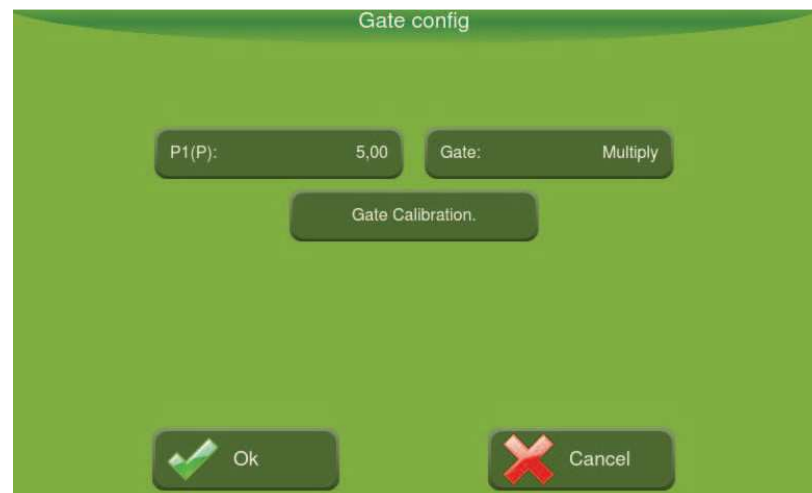 Gate config
P1(P): 5,00 Gate: Multiply
Gate Calibration.
Ok Cancel